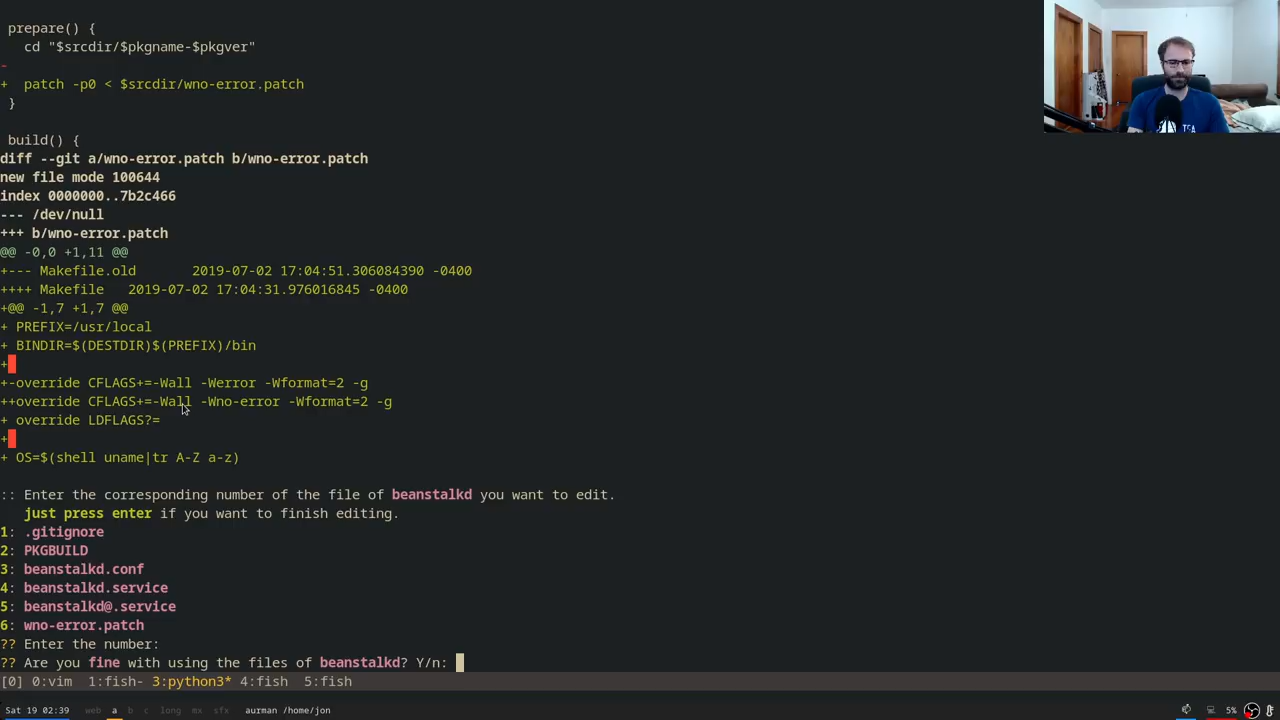 prepare() {
cd "$srcdir/$pkgname-$pkgver"
-
+ patch -p0 < $srcdir/wno-error.patch
}
build() {
diff --git a/wno-error.patch b/wno-error.patch
new file mode 100644
index 0000000..7b2c466
--- /dev/null
+++ b/wno-error.patch
@@ -0,0 +1,11 @@
+--- Makefile.old 2019-07-02 17:04:51.306084390 -0400
++++ Makefile 2019-07-02 17:04:31.976016845 -0400
+@@ -1,7 +1,7 @@
+ PREFIX=/usr/local
+ BINDIR=$(DESTDIR)$(PREFIX)/bin
+
+-override CFLAGS+=-Wall -Werror -Wformat=2 -g
++override CFLAGS+=-Wall -Wno-error -Wformat=2 -g
+ override LDFLAGS?=
+
+ OS=$(shell uname|tr A-Z a-z)
:: Enter the corresponding number of the file of beanstalkd you want to edit.
just press enter if you want to finish editing.
1: .gitignore
2: PKGBUILD
3: beanstalkd.conf
4: beanstalkd.service
5: beanstalkd@.service
6: wno-error.patch
?? Enter the number:
?? Are you fine with using the files of beanstalkd? Y/n:
[0] 0:vim 1:fish- 3:python3* 4:fish 5:fish
Sat 19 02:39 web a b c long mx sfx aurman /home/jon 5%